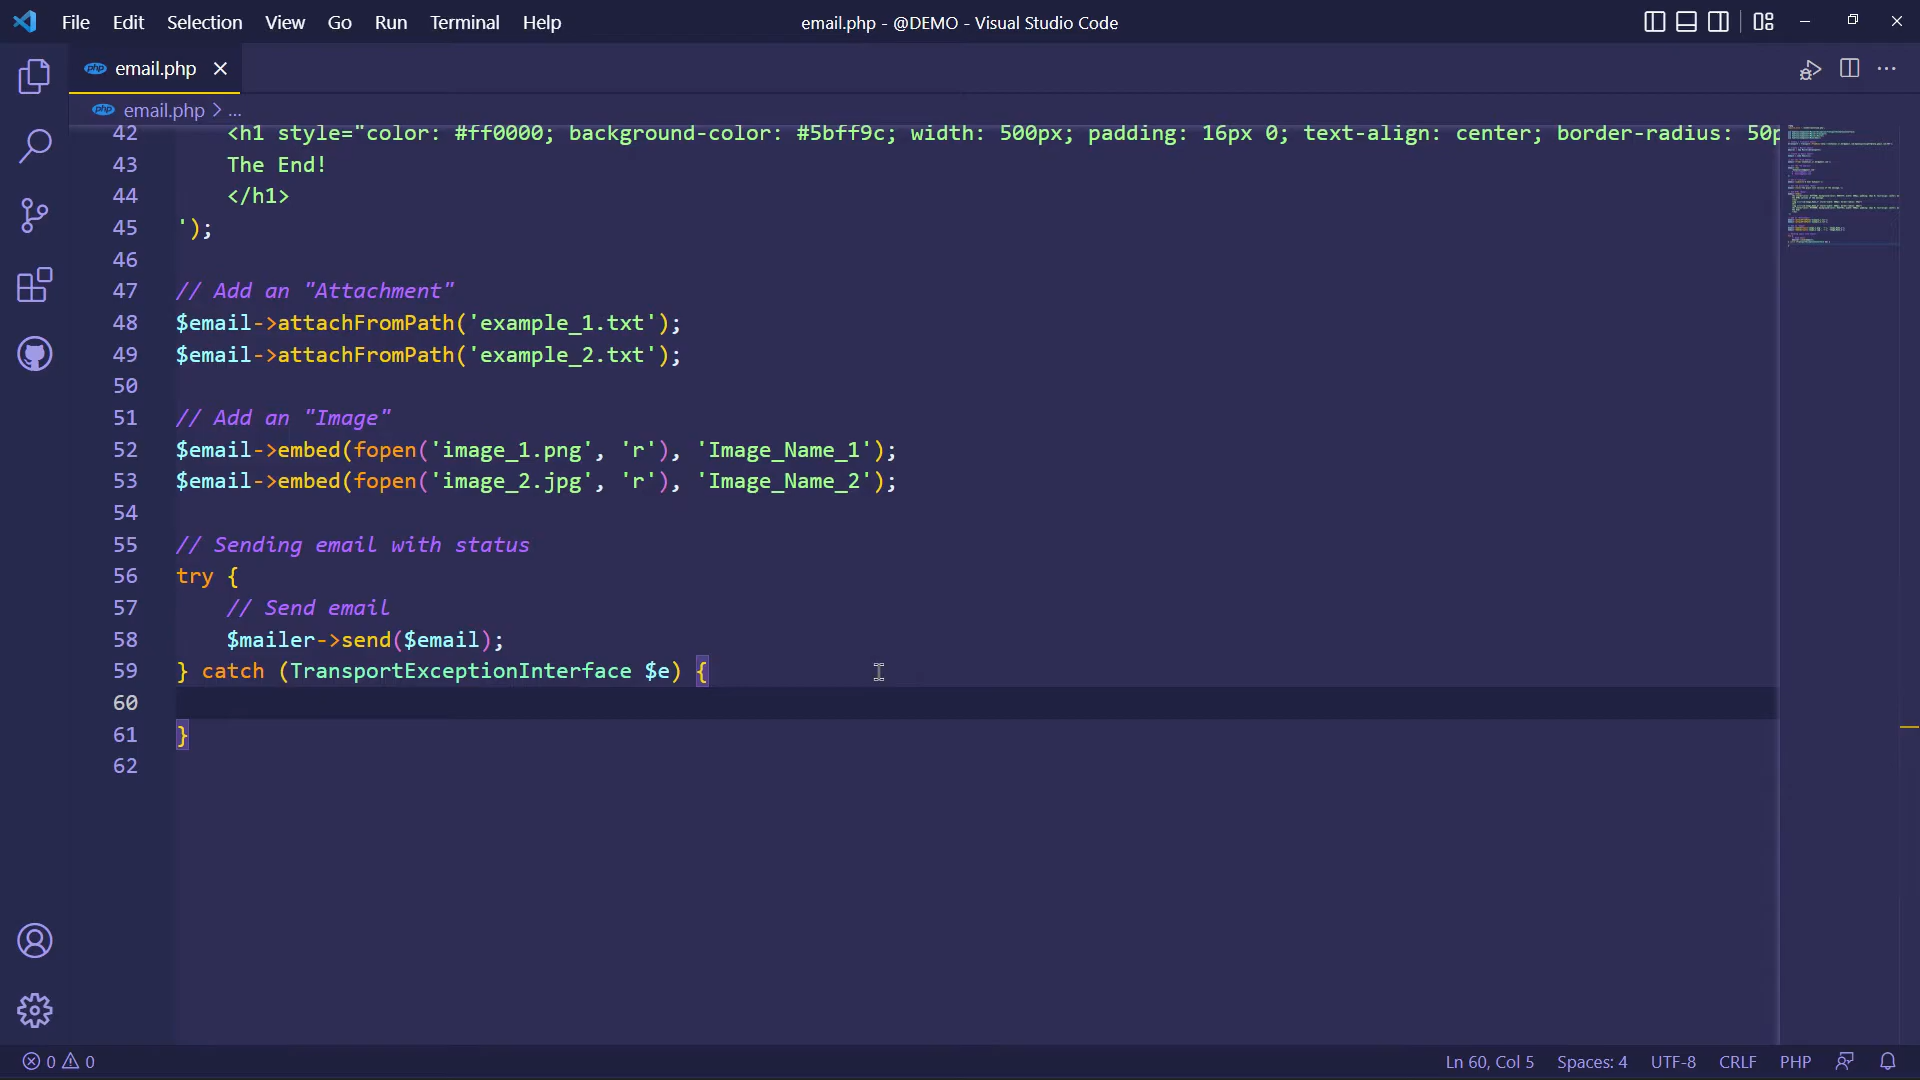 File Edit Selection View Go Run Terminal Help
email.php - @DEMO - Visual Studio Code
php email.php
php email.php > ...
42 <h1 style="color: #ff0000; background-color: #5bff9c; width: 500px; padding: 16px 0; text-align: center; border-radius: 50p
43 The End!
44 </h1>
45 ');
46
47 // Add an "Attachment"
48 $email->attachFromPath('example_1.txt');
49 $email->attachFromPath('example_2.txt');
50
51 // Add an "Image"
52 $email->embed(fopen('image_1.png', 'r'), 'Image_Name_1');
53 $email->embed(fopen('image_2.jpg', 'r'), 'Image_Name_2');
54
55 // Sending email with status
56 try {
57 // Send email
58 $mailer->send($email);
59 } catch (TransportExceptionInterface $e) {
60
61 }
62
0 0
Ln 60, Col 5 Spaces: 4 UTF-8 CRLF PHP